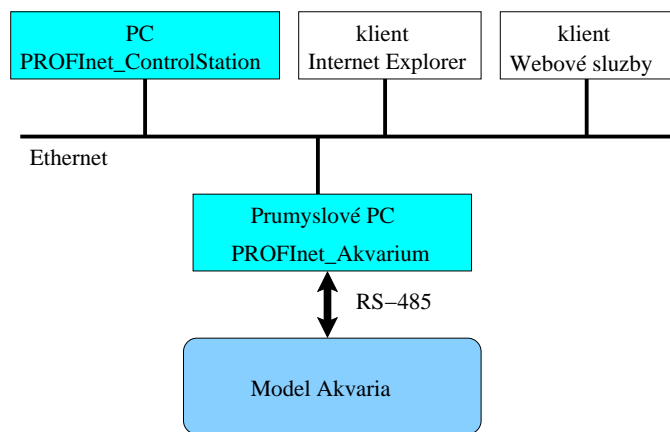 PC
PROFInet_ControlStation
klient
Internet Explorer
klient
Webové sluzby
Ethernet
Prumyslové PC
PROFInet_Akvarium
RS−485
Model Akvaria